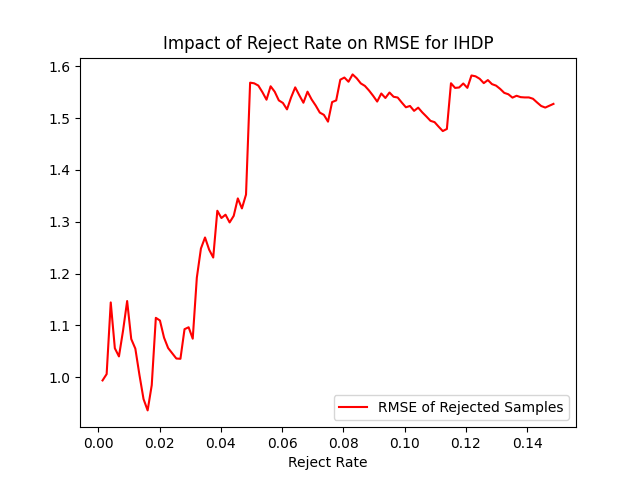 Impact of Reject Rate on RMSE for IHDP
1.6
1.5
1.4
1.3
1.2
1.1
1.0
RMSE of Rejected Samples
0.00 0.02 0.04 0.06 0.08 0.10 0.12 0.14
Reject Rate